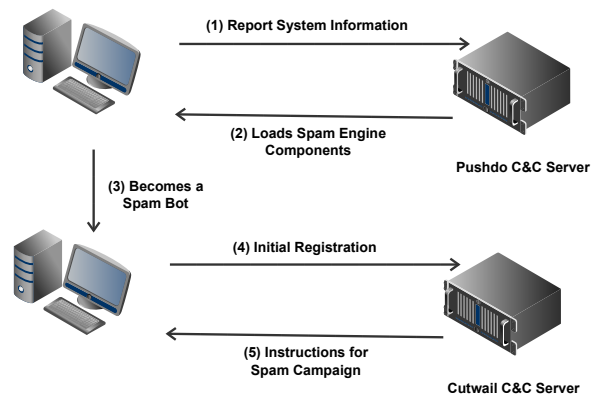 (1) Report System Information
(2) Loads Spam Engine
Components
Pushdo C&C Server
(3) Becomes a
Spam Bot
(4) Initial Registration
(5) Instructions for
Spam Campaign
Cutwail C&C Server